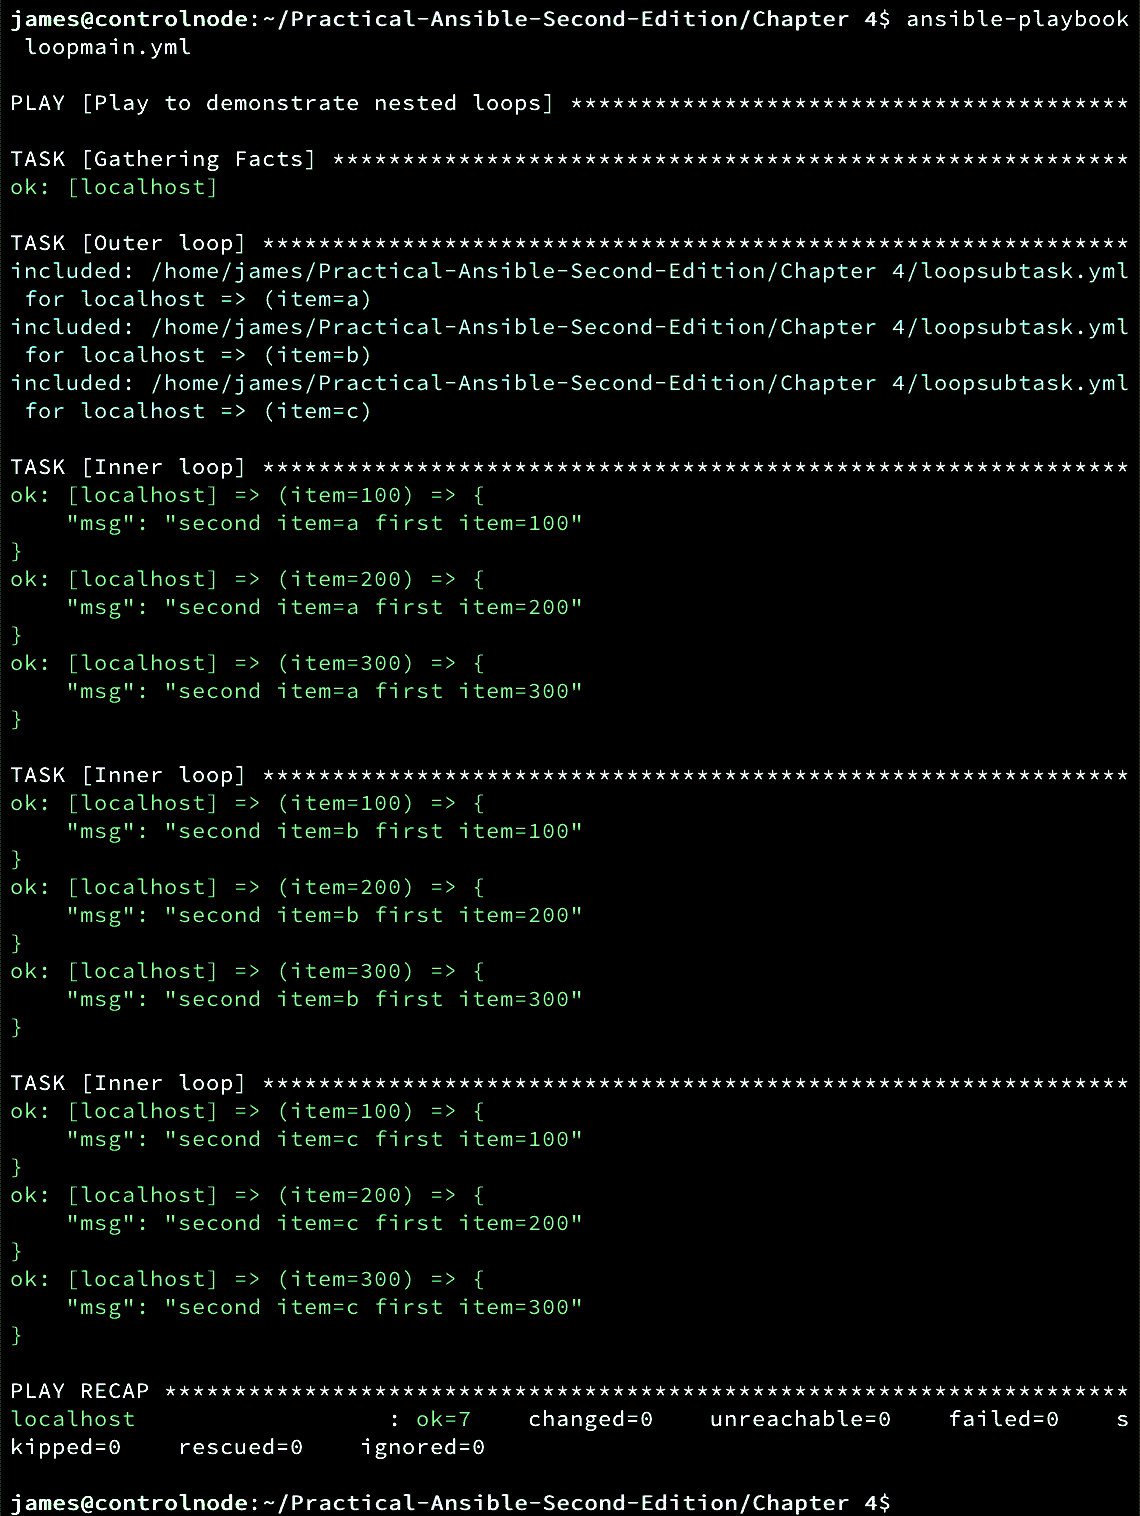 james@controlnode:~/Practical-Ansible-Second-Edition/Chapter 4$ ansible-playbook
 loopmain.yml
PLAY [Play to demonstrate nested loops] ****************************************
TASK [Gathering Facts] *********************************************************
ok: [localhost]
TASK [Outer loop] **************************************************************
included: /home/james/Practical-Ansible-Second-Edition/Chapter 4/loopsubtask.yml
 for localhost => (item=a)
included: /home/james/Practical-Ansible-Second-Edition/Chapter 4/loopsubtask.yml
 for localhost => (item=b)
included: /home/james/Practical-Ansible-Second-Edition/Chapter 4/loopsubtask.yml
 for localhost => (item=c)
TASK [Inner loop] **************************************************************
ok: [localhost] => (item=100) => {
    "msg": "second item=a first item=100"
}
ok: [localhost] => (item=200) => {
    "msg": "second item=a first item=200"
}
ok: [localhost] => (item=300) => {
    "msg": "second item=a first item=300"
}
TASK [Inner loop] **************************************************************
ok: [localhost] => (item=100) => {
    "msg": "second item=b first item=100"
}
ok: [localhost] => (item=200) => {
    "msg": "second item=b first item=200"
}
ok: [localhost] => (item=300) => {
    "msg": "second item=b first item=300"
}
TASK [Inner loop] **************************************************************
ok: [localhost] => (item=100) => {
    "msg": "second item=c first item=100"
}
ok: [localhost] => (item=200) => {
    "msg": "second item=c first item=200"
}
ok: [localhost] => (item=300) => {
    "msg": "second item=c first item=300"
}
PLAY RECAP *********************************************************************
localhost                  : ok=7    changed=0    unreachable=0    failed=0    s
kipped=0    rescued=0    ignored=0
james@controlnode:~/Practical-Ansible-Second-Edition/Chapter 4$